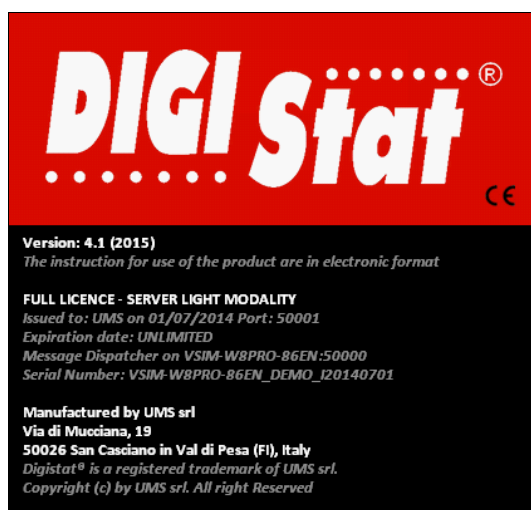 DIGI
Stat®
CE
Version: 4.1 (2015)
The instruction for use of the product are in electronic format
FULL LICENCE - SERVER LIGHT MODALITY
Issued to: UMS on 01/07/2014 Port: 50001
Expiration date: UNLIMITED
Message Dispatcher on VSIM-W8PRO-86EN:50000
Serial Number: VSIM-W8PRO-86EN_DEMO_I20140701
Manufactured by UMS srl
Via di Mucciana, 19
50026 San Casciano in Val di Pesa (FI), Italy
Digistat® is a registered trademark of UMS srl.
Copyright (c) by UMS srl. All right Reserved